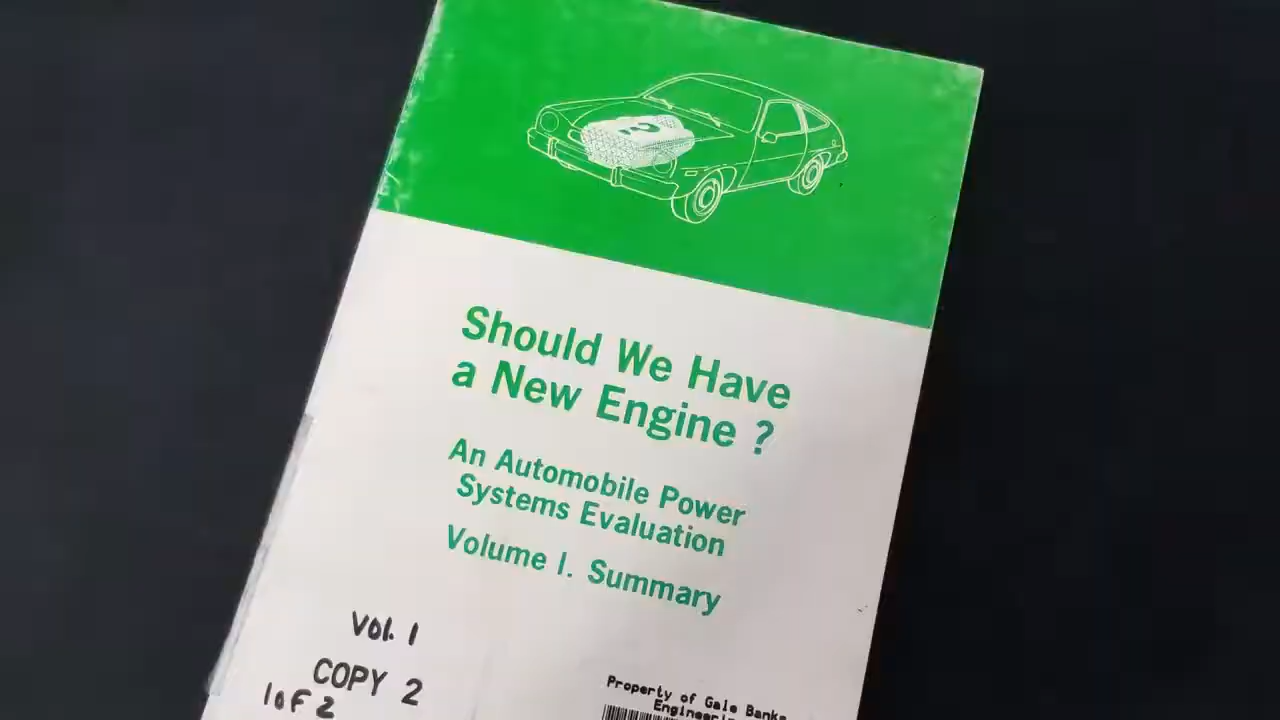 ?
Should We Have
a New Engine ?
An Automobile Power
Systems Evaluation
Volume I. Summary
Vol. 1
COPY 2
1 OF 2
Property of Gale Banks